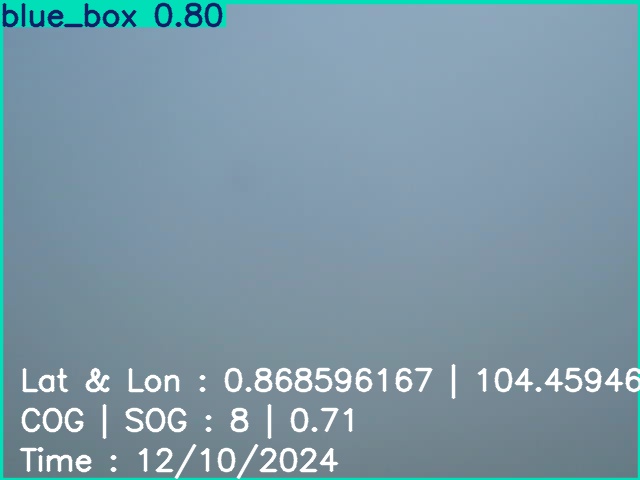 blue_box 0.80
Lat & Lon : 0.868596167 | 104.45946
COG | SOG : 8 | 0.71
Time : 12/10/2024